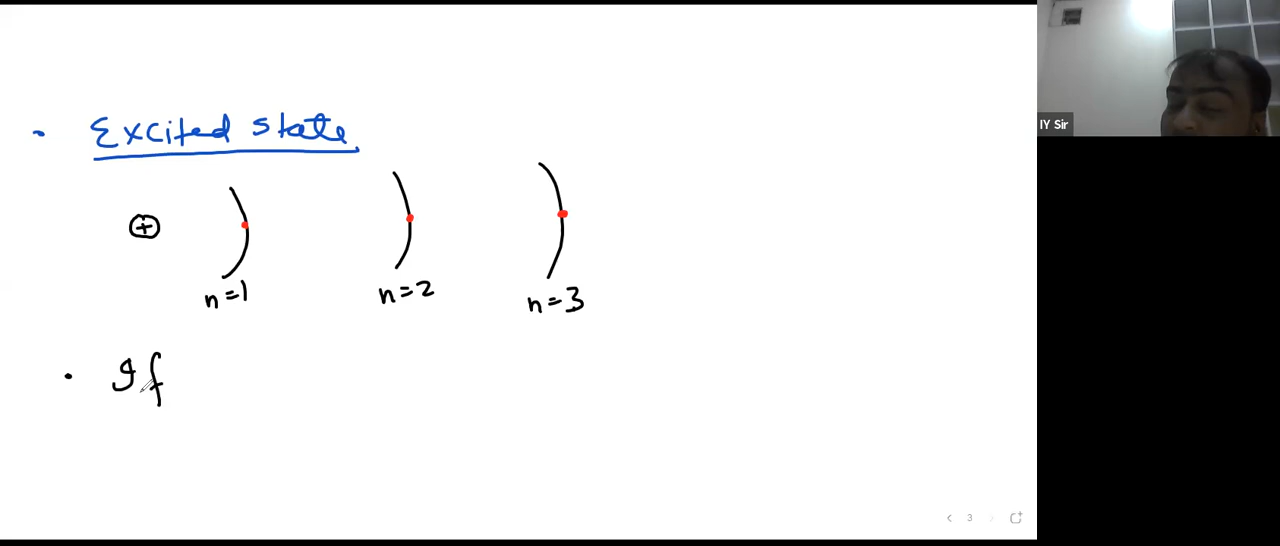 • Excited state
+
n=1 n=2 n=3
• If
IY Sir
3